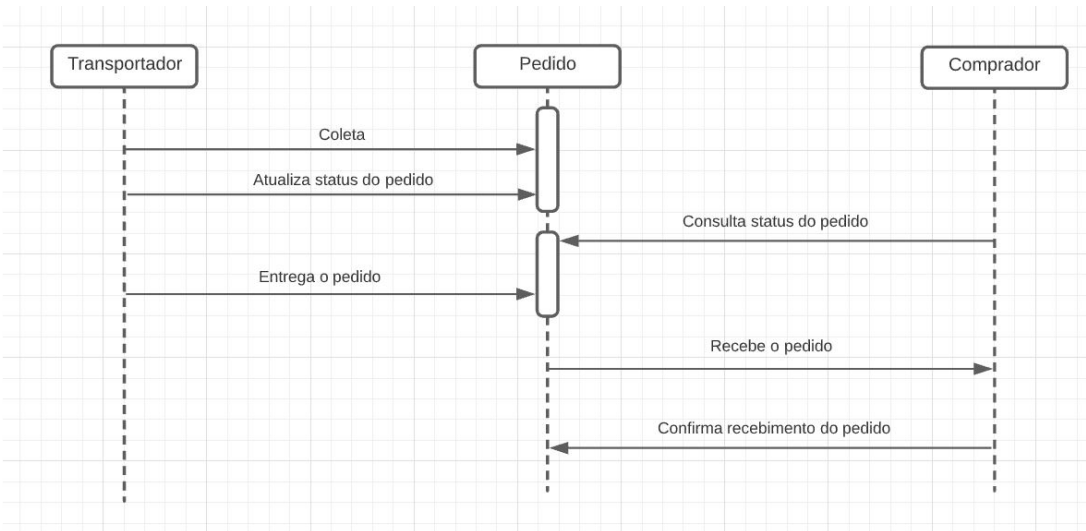 Transportador
Pedido
Comprador
Coleta
Atualiza status do pedido
Consulta status do pedido
Entrega o pedido
Recebe o pedido
Confirma recebimento do pedido